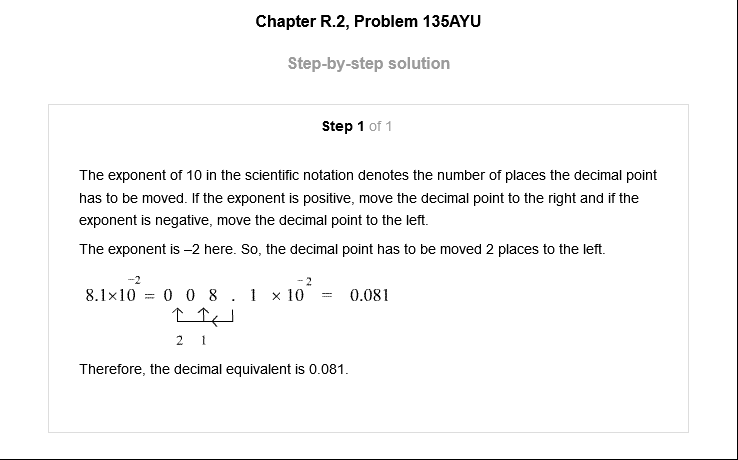 Chapter R.2, Problem 135AYU
Step-by-step solution
Step 1 of 1
The exponent of 10 in the scientific notation denotes the number of places the decimal point
has to be moved. If the exponent is positive, move the decimal point to the right and if the
exponent is negative, move the decimal point to the left.
The exponent is –2 here. So, the decimal point has to be moved 2 places to the left.
8.1×10⁻² = 0 0 8 . 1 × 10⁻² = 0.081
2 1
Therefore, the decimal equivalent is 0.081.